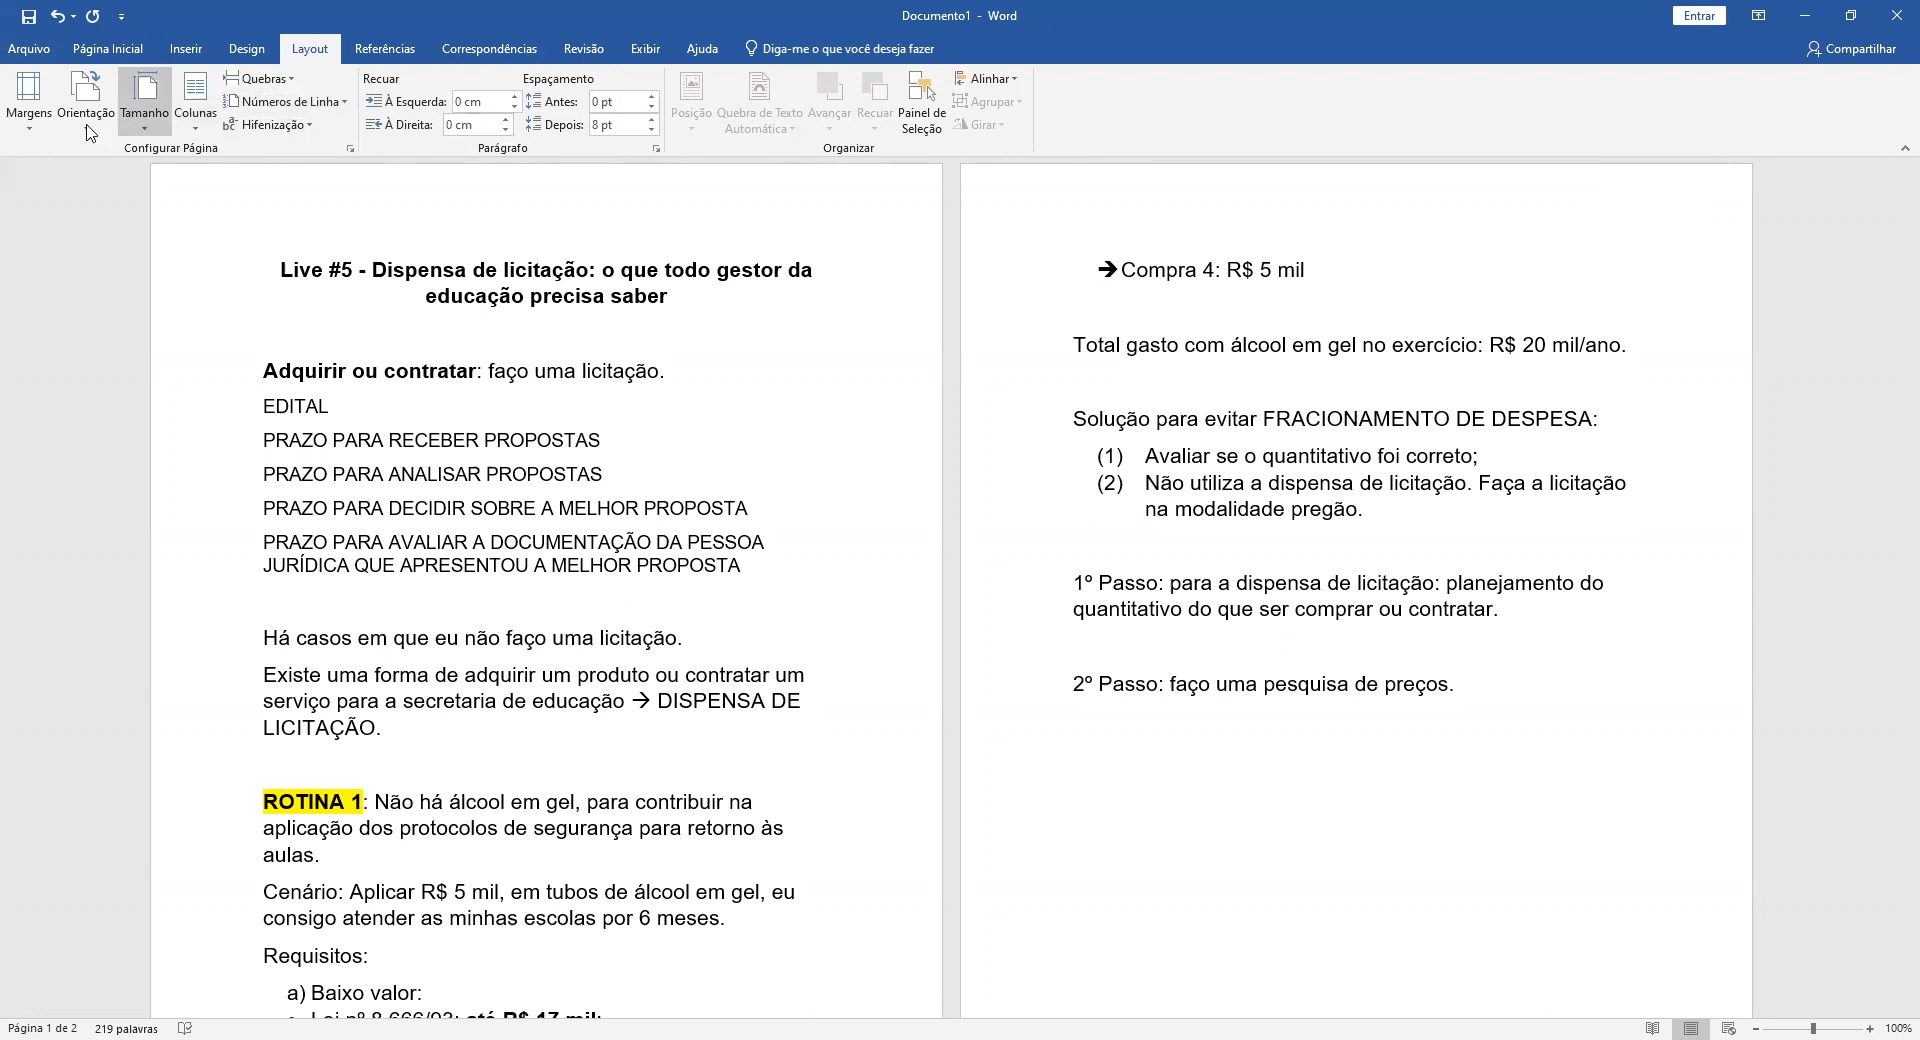 Documento1 - Word
Entrar
Arquivo Página Inicial Inserir Design Layout Referências Correspondências Revisão Exibir Ajuda Diga-me o que você deseja fazer
Compartilhar
Margens Orientação Tamanho Colunas
Quebras
Números de Linha
Hifenização
Configurar Página
Recuar
À Esquerda: 0 cm
À Direita: 0 cm
Espaçamento
Antes: 0 pt
Depois: 8 pt
Parágrafo
Posição
Quebra de Texto
Automática
Avançar
Recuar
Painel de
Seleção
Alinhar
Agrupar
Girar
Organizar
Live #5 - Dispensa de licitação: o que todo gestor da
educação precisa saber
Adquirir ou contratar: faço uma licitação.
EDITAL
PRAZO PARA RECEBER PROPOSTAS
PRAZO PARA ANALISAR PROPOSTAS
PRAZO PARA DECIDIR SOBRE A MELHOR PROPOSTA
PRAZO PARA AVALIAR A DOCUMENTAÇÃO DA PESSOA
JURÍDICA QUE APRESENTOU A MELHOR PROPOSTA
Há casos em que eu não faço uma licitação.
Existe uma forma de adquirir um produto ou contratar um
serviço para a secretaria de educação → DISPENSA DE
LICITAÇÃO.
ROTINA 1: Não há álcool em gel, para contribuir na
aplicação dos protocolos de segurança para retorno às
aulas.
Cenário: Aplicar R$ 5 mil, em tubos de álcool em gel, eu
consigo atender as minhas escolas por 6 meses.
Requisitos:
a) Baixo valor:
• Lei nº 8.666/93: até R$ 17 mil;
➔ Compra 4: R$ 5 mil
Total gasto com álcool em gel no exercício: R$ 20 mil/ano.
Solução para evitar FRACIONAMENTO DE DESPESA:
(1) Avaliar se o quantitativo foi correto;
(2) Não utiliza a dispensa de licitação. Faça a licitação
na modalidade pregão.
1º Passo: para a dispensa de licitação: planejamento do
quantitativo do que ser comprar ou contratar.
2º Passo: faço uma pesquisa de preços.
Página 1 de 2 219 palavras
100%